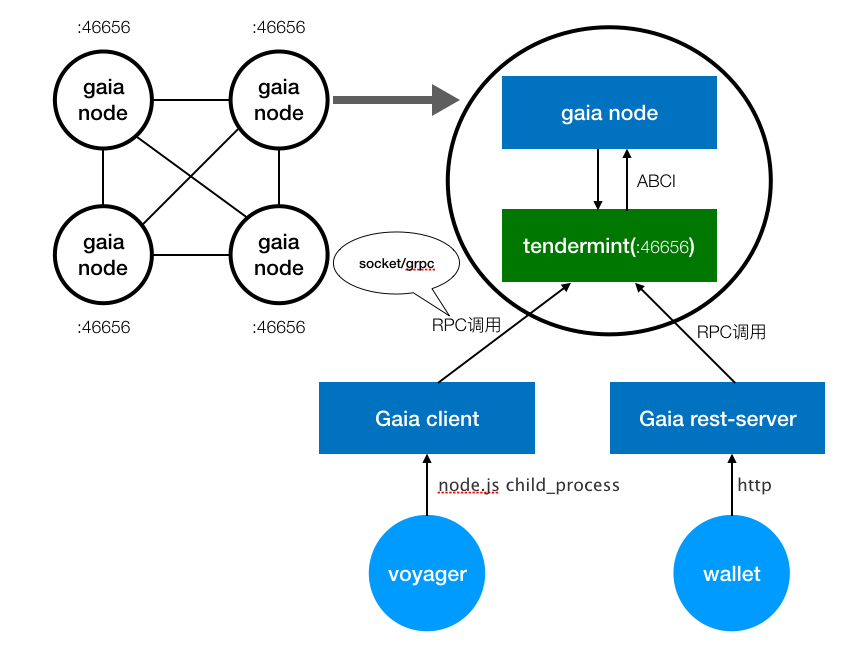 :46656
:46656
gaia
node
gaia
node
gaia
node
gaia
node
:46656
:46656
gaia node
ABCI
tendermint(:46656)
socket/grpc
RPC调用
RPC调用
Gaia client
Gaia rest-server
node.js child_process
http
voyager
wallet